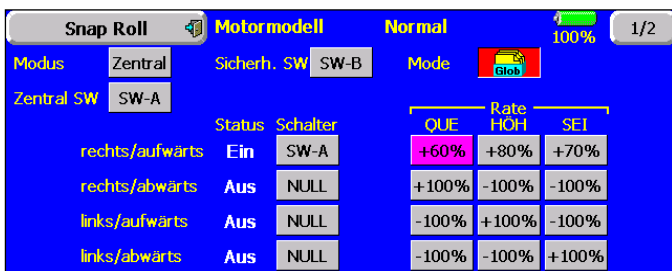 Snap Roll Motormodell Normal 100% 1/2
Modus Zentral Sicherh. SW SW-B Mode Glob
Zentral SW SW-A
Rate
Status Schalter QUE HÖH SEI
rechts/aufwärts Ein SW-A +60% +80% +70%
rechts/abwärts Aus NULL +100% -100% -100%
links/aufwärts Aus NULL -100% +100% -100%
links/abwärts Aus NULL -100% -100% +100%